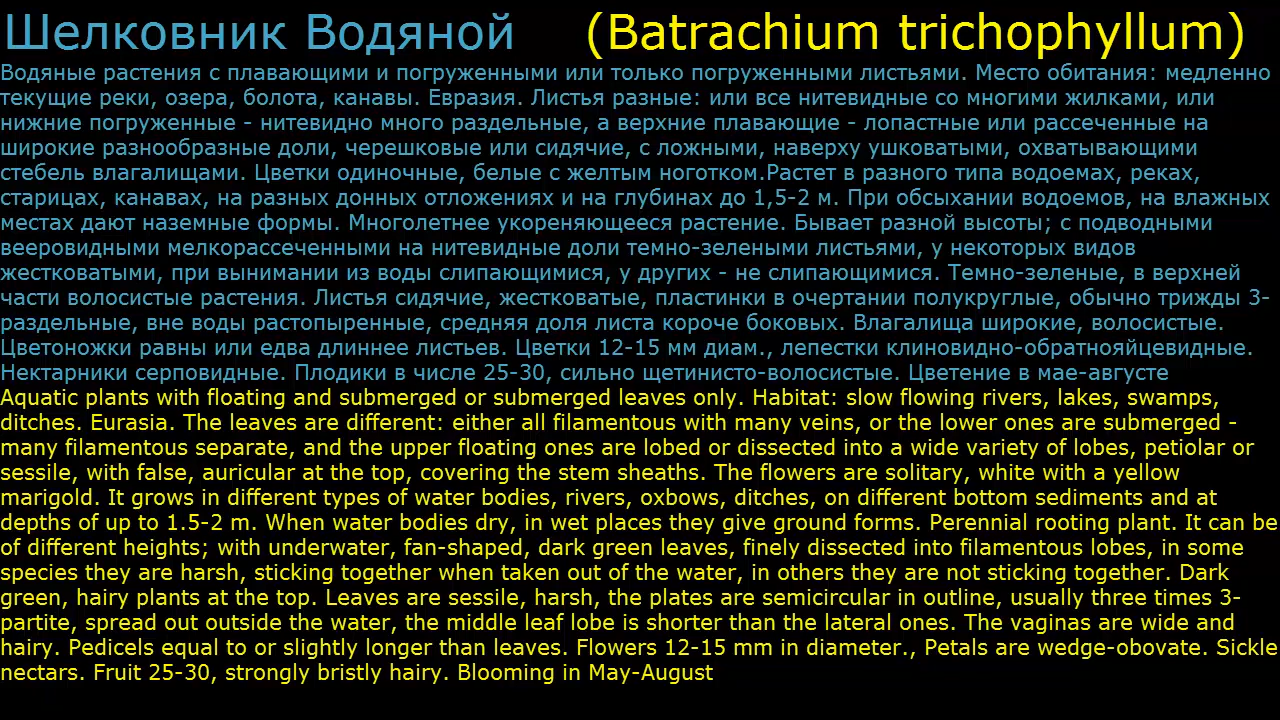 Шелковник Водяной (Batrachium trichophyllum)
Водяные растения с плавающими и погруженными или только погруженными листьями. Место обитания: медленно
текущие реки, озера, болота, канавы. Евразия. Листья разные: или все нитевидные со многими жилками, или
нижние погруженные - нитевидно много раздельные, а верхние плавающие - лопастные или рассеченные на
широкие разнообразные доли, черешковые или сидячие, с ложными, наверху ушковатыми, охватывающими
стебель влагалищами. Цветки одиночные, белые с желтым ноготком.Растет в разного типа водоемах, реках,
старицах, канавах, на разных донных отложениях и на глубинах до 1,5-2 м. При обсыхании водоемов, на влажных
местах дают наземные формы. Многолетнее укореняющееся растение. Бывает разной высоты; с подводными
вееровидными мелкорассеченными на нитевидные доли темно-зелеными листьями, у некоторых видов
жестковатыми, при вынимании из воды слипающимися, у других - не слипающимися. Темно-зеленые, в верхней
части волосистые растения. Листья сидячие, жестковатые, пластинки в очертании полукруглые, обычно трижды 3-
раздельные, вне воды растопыренные, средняя доля листа короче боковых. Влагалища широкие, волосистые.
Цветоножки равны или едва длиннее листьев. Цветки 12-15 мм диам., лепестки клиновидно-обратнояйцевидные.
Нектарники серповидные. Плодики в числе 25-30, сильно щетинисто-волосистые. Цветение в мае-августе
Aquatic plants with floating and submerged or submerged leaves only. Habitat: slow flowing rivers, lakes, swamps,
ditches. Eurasia. The leaves are different: either all filamentous with many veins, or the lower ones are submerged -
many filamentous separate, and the upper floating ones are lobed or dissected into a wide variety of lobes, petiolar or
sessile, with false, auricular at the top, covering the stem sheaths. The flowers are solitary, white with a yellow
marigold. It grows in different types of water bodies, rivers, oxbows, ditches, on different bottom sediments and at
depths of up to 1.5-2 m. When water bodies dry, in wet places they give ground forms. Perennial rooting plant. It can be
of different heights; with underwater, fan-shaped, dark green leaves, finely dissected into filamentous lobes, in some
species they are harsh, sticking together when taken out of the water, in others they are not sticking together. Dark
green, hairy plants at the top. Leaves are sessile, harsh, the plates are semicircular in outline, usually three times 3-
partite, spread out outside the water, the middle leaf lobe is shorter than the lateral ones. The vaginas are wide and
hairy. Pedicels equal to or slightly longer than leaves. Flowers 12-15 mm in diameter., Petals are wedge-obovate. Sickle
nectars. Fruit 25-30, strongly bristly hairy. Blooming in May-August